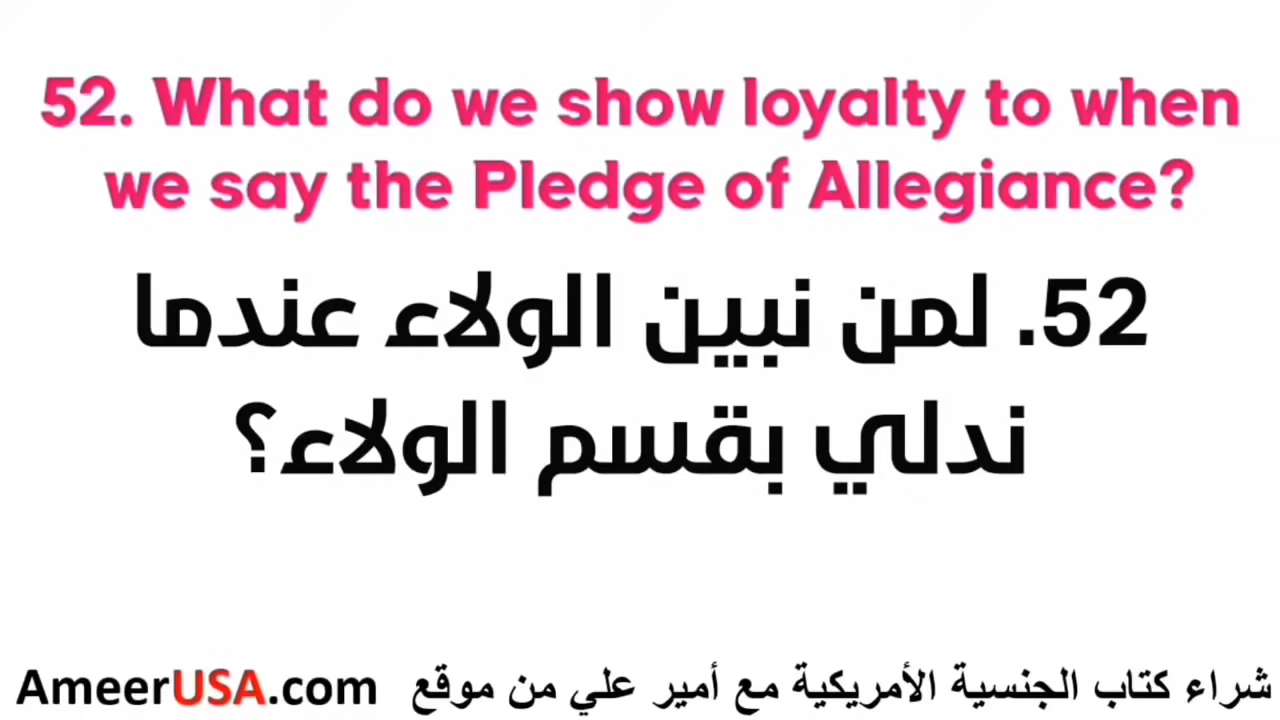 52. What do we show loyalty to when
we say the Pledge of Allegiance?
52. لمن نبين الولاء عندما
ندلي بقسم الولاء؟
شراء كتاب الجنسية الأمريكية مع أمير علي من موقع AmeerUSA.com